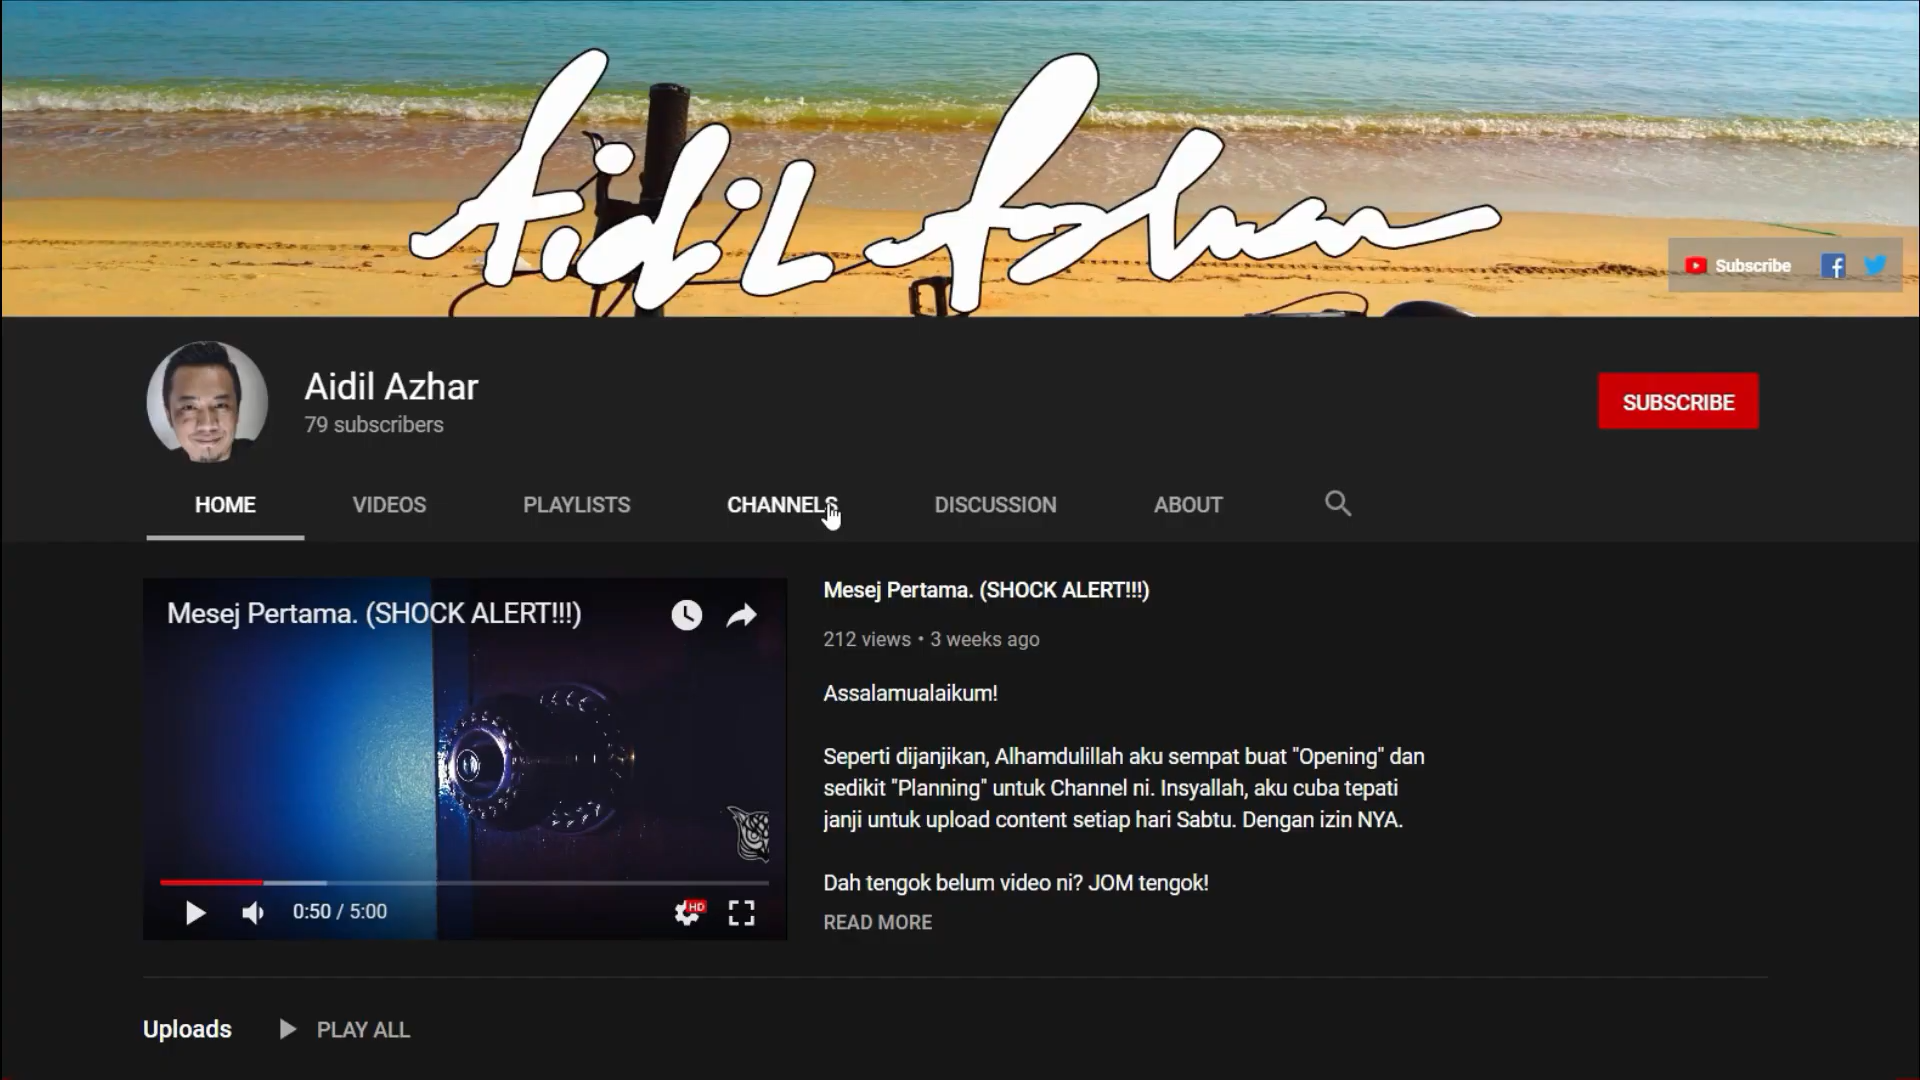 Aidil Azhar
Subscribe
Aidil Azhar
79 subscribers
SUBSCRIBE
HOME
VIDEOS
PLAYLISTS
CHANNELS
DISCUSSION
ABOUT
Mesej Pertama. (SHOCK ALERT!!!)
0:50 / 5:00
HD
Mesej Pertama. (SHOCK ALERT!!!)
212 views • 3 weeks ago
Assalamualaikum!
Seperti dijanjikan, Alhamdulillah aku sempat buat "Opening" dan
sedikit "Planning" untuk Channel ni. Insyallah, aku cuba tepati
janji untuk upload content setiap hari Sabtu. Dengan izin NYA.
Dah tengok belum video ni? JOM tengok!
READ MORE
Uploads
PLAY ALL